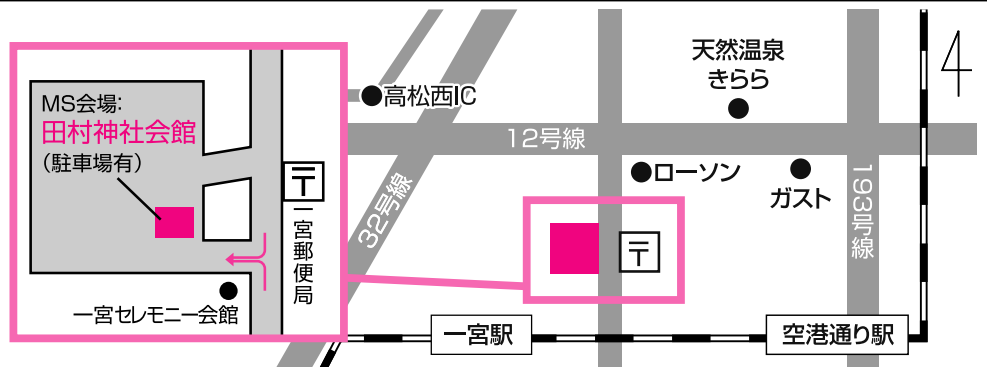 MS会場:
田村神社会館
(駐車場有)
〒
一宮郵便局
一宮セレモニー会館
高松西IC
32号線
12号線
天然温泉
きらら
ローソン
ガスト
193号線
〒
一宮駅
空港通り駅
4